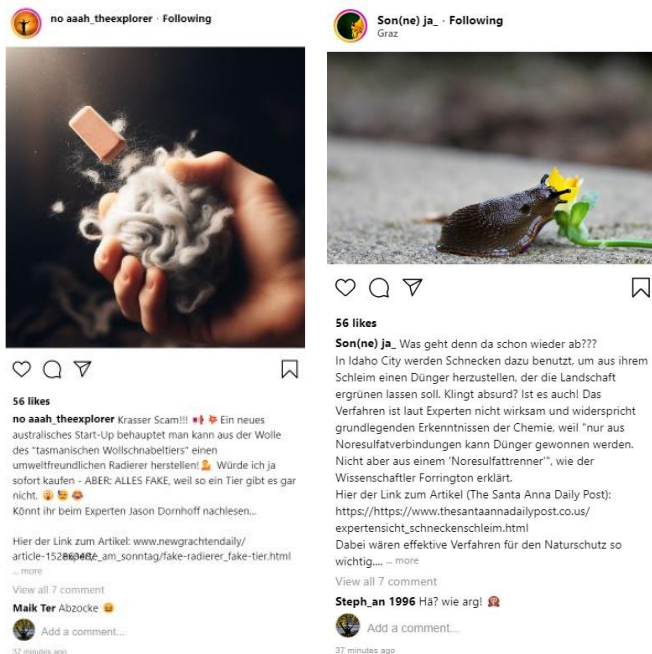 no aaah_theexplorer · Following
56 likes
no aaah_theexplorer Krasser Scam!!! Ein neues
australisches Start-Up behauptet man kann aus der Wolle
des "tasmanischen Wollschnabeltiers" einen
umweltfreundlichen Radierer herstellen! Würde ich ja
sofort kaufen - ABER: ALLES FAKE, weil so ein Tier gibt es gar
nicht.
Könnt ihr beim Experten Jason Dornhoff nachlesen...
Hier der Link zum Artikel: www.newgrachtendaily/
_am_sonntag/fake-radierer_fake-tier.html
... more
View all 7 comment
Maik Ter Abzocke
Add a comment...
37 minutes ago
Son(ne) ja_ · Following
Graz
56 likes
Son(ne) ja_ Was geht denn da schon wieder ab???
In Idaho City werden Schnecken dazu benutzt, um aus ihrem
Schleim einen Dünger herzustellen, der die Landschaft
ergrünen lassen soll. Klingt absurd? Ist es auch! Das
Verfahren ist laut Experten nicht wirksam und widerspricht
grundlegenden Erkenntnissen der Chemie, weil "nur aus
Noresulfatverbindungen kann Dünger gewonnen werden.
Nicht aber aus einem 'Noresulfattrenner'", wie der
Wissenschaftler Forrington erklärt.
Hier der Link zum Artikel (The Santa Anna Daily Post):
https://https://www.thesantaannadailypost.co.us/
expertensicht_schneckenschleim.html
Dabei wären effektive Verfahren für den Naturschutz so
wichtig.... ... more
View all 7 comment
Steph_an 1996 Hä? wie arg!
Add a comment...
37 minutes ago